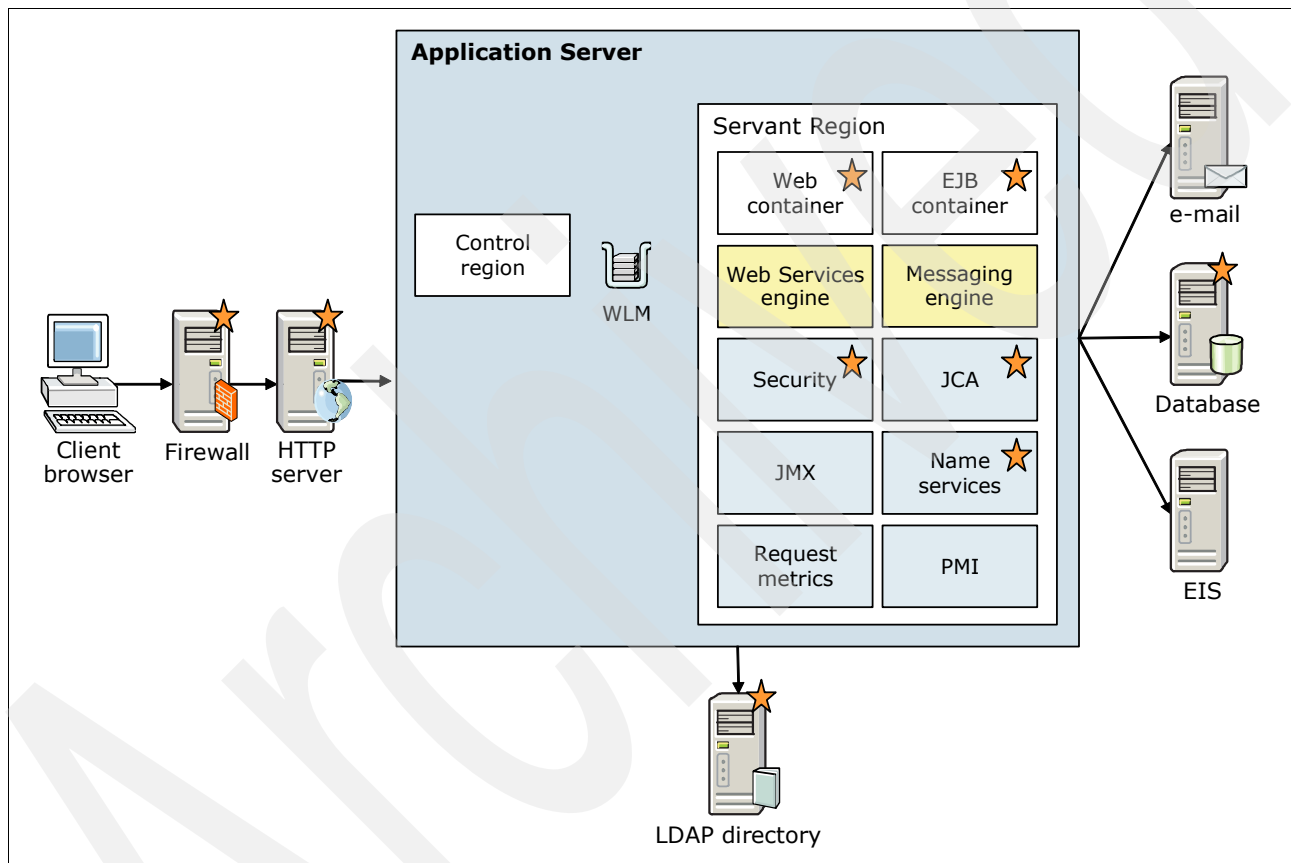 Application Server
Servant Region
Web
container
EJB
container
Control
region
WLM
Web Services
engine
Messaging
engine
Security
JCA
JMX
Name
services
Request
metrics
PMI
Client
browser
Firewall
HTTP
server
e-mail
Database
EIS
LDAP directory
Archived